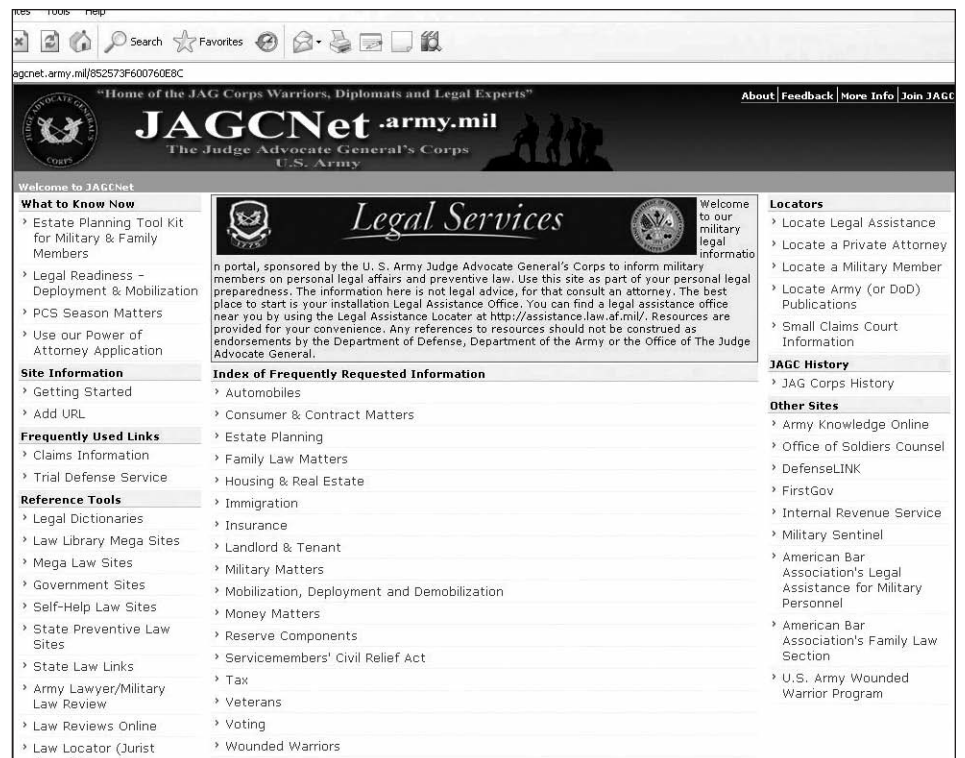 Tools Help
Search Favorites
agcnet.army.mil/852573F600760E8C
"Home of the JAG Corps Warriors, Diplomats and Legal Experts"
About | Feedback | More Info | Join JAGC
JAGCNet .army.mil
The Judge Advocate General's Corps
U.S. Army
JUDGE ADVOCATE GENERAL'S
CORPS
Welcome to JAGCNet
What to Know Now
Estate Planning Tool Kit
for Military & Family
Members
Legal Readiness -
Deployment & Mobilization
PCS Season Matters
Use our Power of
Attorney Application
Site Information
Getting Started
Add URL
Frequently Used Links
Claims Information
Trial Defense Service
Reference Tools
Legal Dictionaries
Law Library Mega Sites
Mega Law Sites
Government Sites
Self-Help Law Sites
State Preventive Law
Sites
State Law Links
Army Lawyer/Military
Law Review
Law Reviews Online
Law Locator (Jurist
1775
Legal Services
Welcome
to our
military
legal
informatio
n portal, sponsored by the U. S. Army Judge Advocate General's Corps to inform military
members on personal legal affairs and preventive law. Use this site as part of your personal legal
preparedness. The information here is not legal advice, for that consult an attorney. The best
place to start is your installation Legal Assistance Office. You can find a legal assistance office
near you by using the Legal Assistance Locater at http://assistance.law.af.mil/. Resources are
provided for your convenience. Any references to resources should not be construed as
endorsements by the Department of Defense, Department of the Army or the Office of The Judge
Advocate General.
Index of Frequently Requested Information
Automobiles
Consumer & Contract Matters
Estate Planning
Family Law Matters
Housing & Real Estate
Immigration
Insurance
Landlord & Tenant
Military Matters
Mobilization, Deployment and Demobilization
Money Matters
Reserve Components
Servicemembers' Civil Relief Act
Tax
Veterans
Voting
Wounded Warriors
Locators
Locate Legal Assistance
Locate a Private Attorney
Locate a Military Member
Locate Army (or DoD)
Publications
Small Claims Court
Information
JAGC History
JAG Corps History
Other Sites
Army Knowledge Online
Office of Soldiers Counsel
DefenseLINK
FirstGov
Internal Revenue Service
Military Sentinel
American Bar
Association's Legal
Assistance for Military
Personnel
American Bar
Association's Family Law
Section
U.S. Army Wounded
Warrior Program